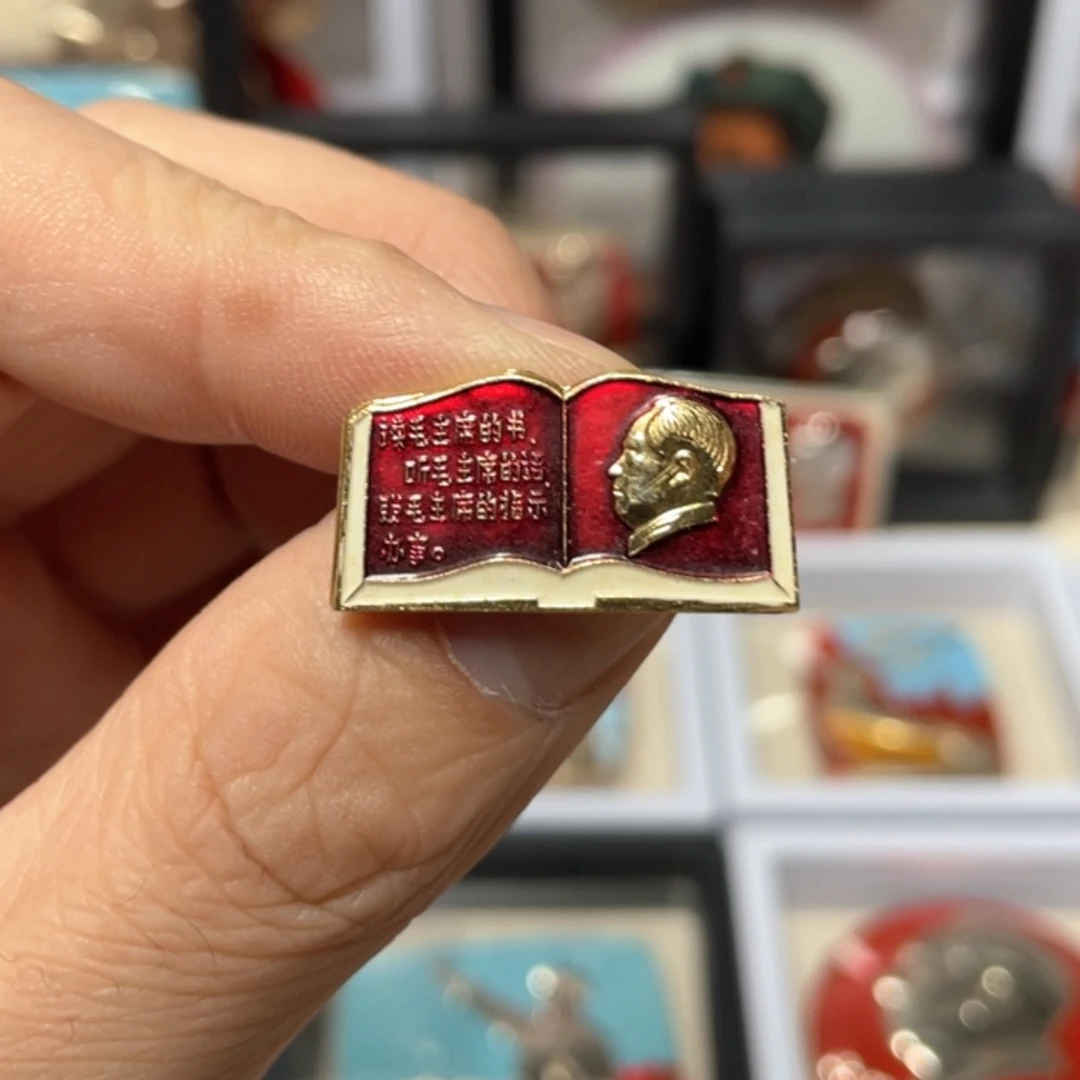 读毛主席的书、
听毛主席的话、
按毛主席的指示
办事。